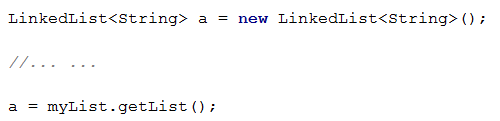 LinkedList<String> a = new LinkedList<String>();
//... ...
a = myList.getList();